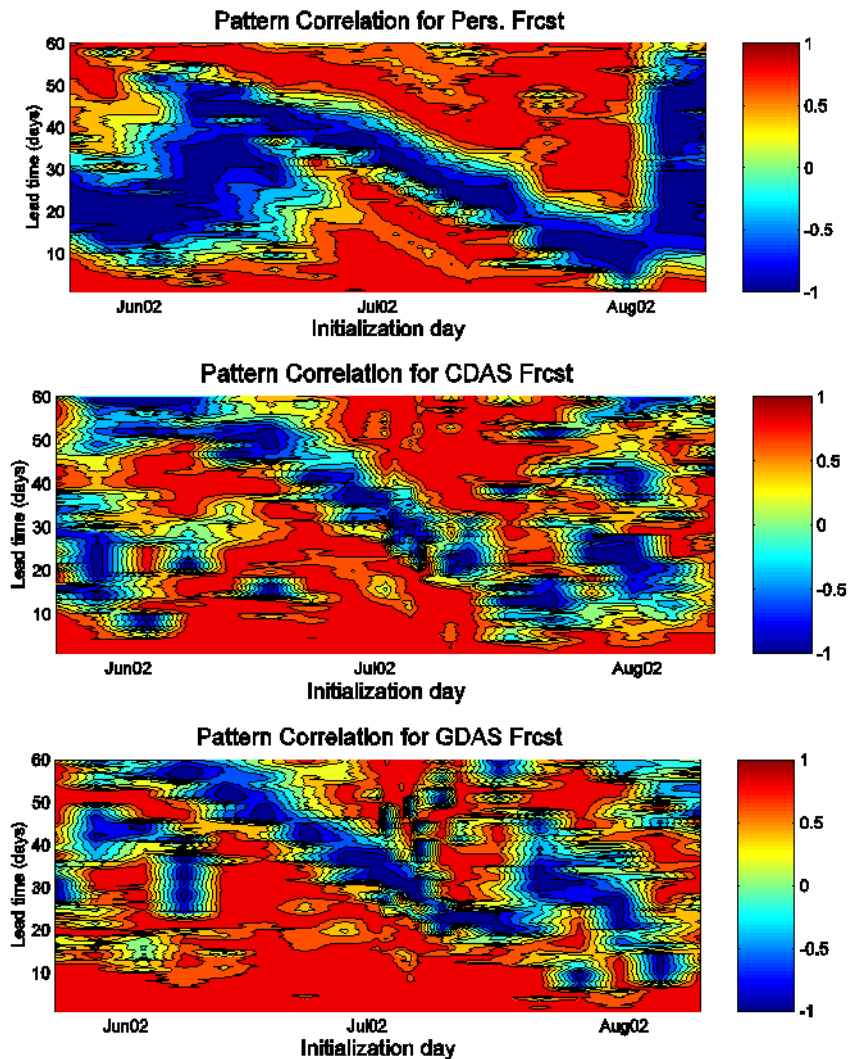 Pattern Correlation for Pers. Frcst
60
50
40
30
20
10
Lead time (days)
Jun02 Jul02 Aug02
Initialization day
1
0.5
0
-0.5
-1
Pattern Correlation for CDAS Frcst
60
50
40
30
20
10
Lead time (days)
Jun02 Jul02 Aug02
Initialization day
1
0.5
0
-0.5
-1
Pattern Correlation for GDAS Frcst
60
50
40
30
20
10
Lead time (days)
Jun02 Jul02 Aug02
Initialization day
1
0.5
0
-0.5
-1